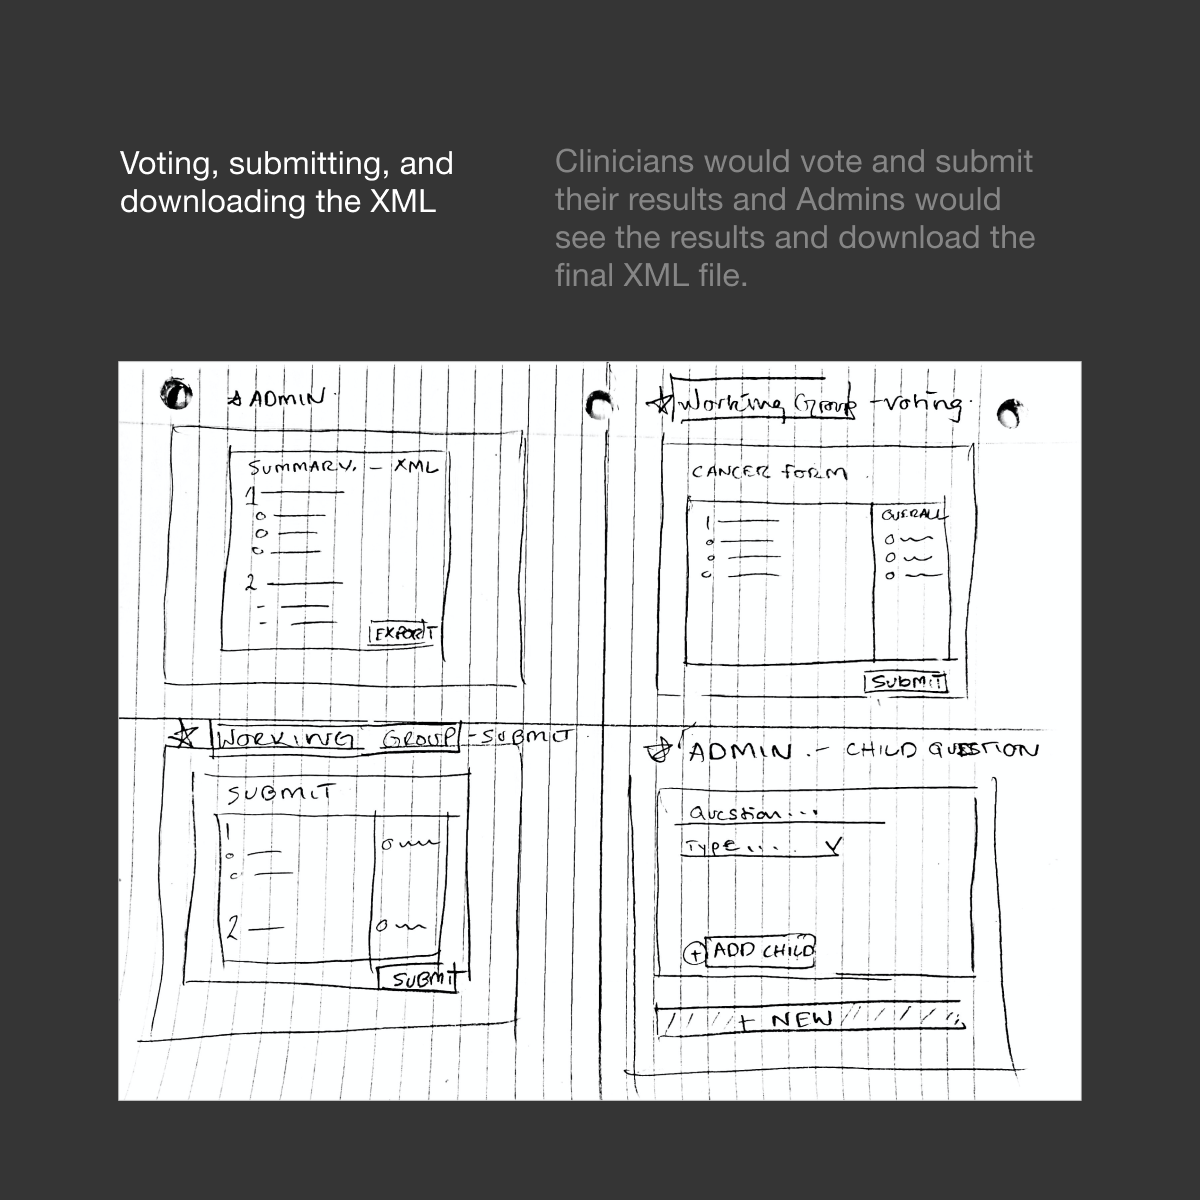 Voting, submitting, and
downloading the XML
Clinicians would vote and submit
their results and Admins would
see the results and download the
final XML file.
ADMIN
SUMMARY. - XML
1
2
EXPORT
Working Group - voting.
CANCER FORM
1
OVERALL
SUBMIT
WORKING GROUP - SUBMIT
SUBMIT
1
2
SUBMIT
ADMIN. - CHILD QUESTION
Question...
Type....
+ ADD CHILD
+ NEW